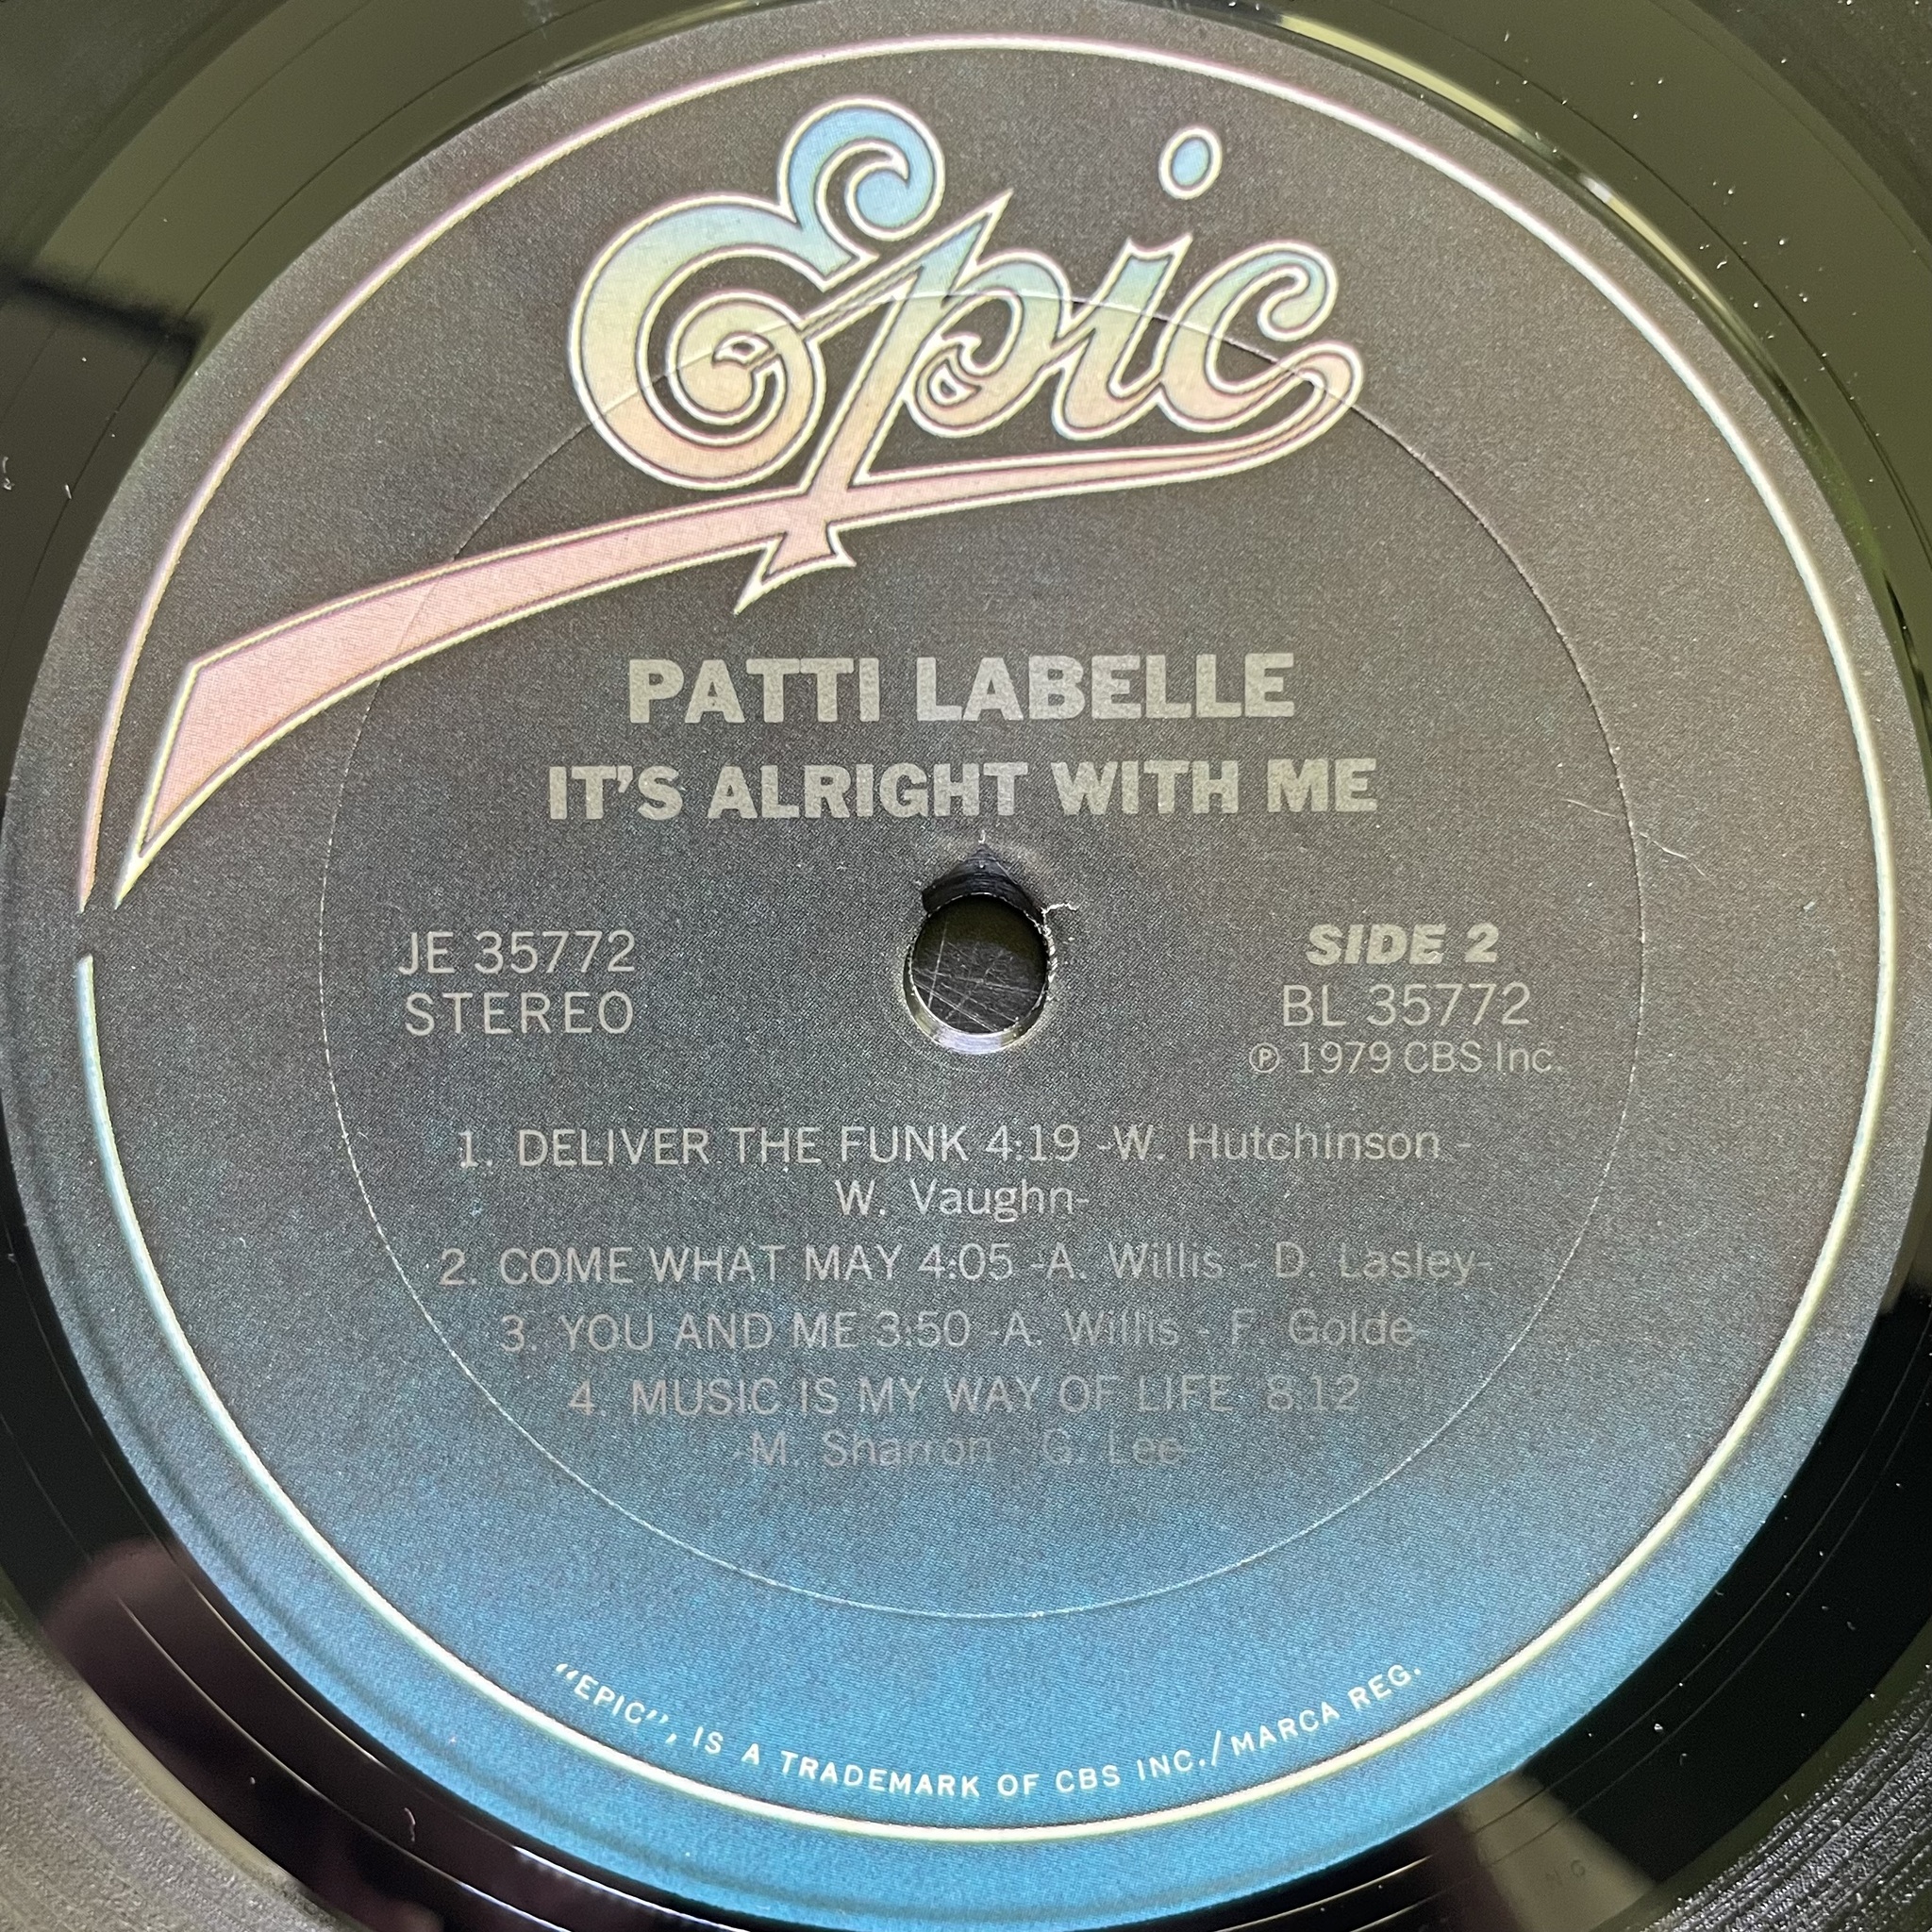 Epic
PATTI LABELLE
IT'S ALRIGHT WITH ME
JE 35772
STEREO
SIDE 2
BL 35772
Ⓟ 1979 CBS Inc.
1. DELIVER THE FUNK 4:19 -W. Hutchinson -
W. Vaughn-
2. COME WHAT MAY 4:05 -A. Willis - D. Lasley-
3. YOU AND ME 3:50 -A. Willis - F. Golde-
4. MUSIC IS MY WAY OF LIFE 8:12
-M. Sharron - G. Lee-
"EPIC", IS A TRADEMARK OF CBS INC./MARCA REG.